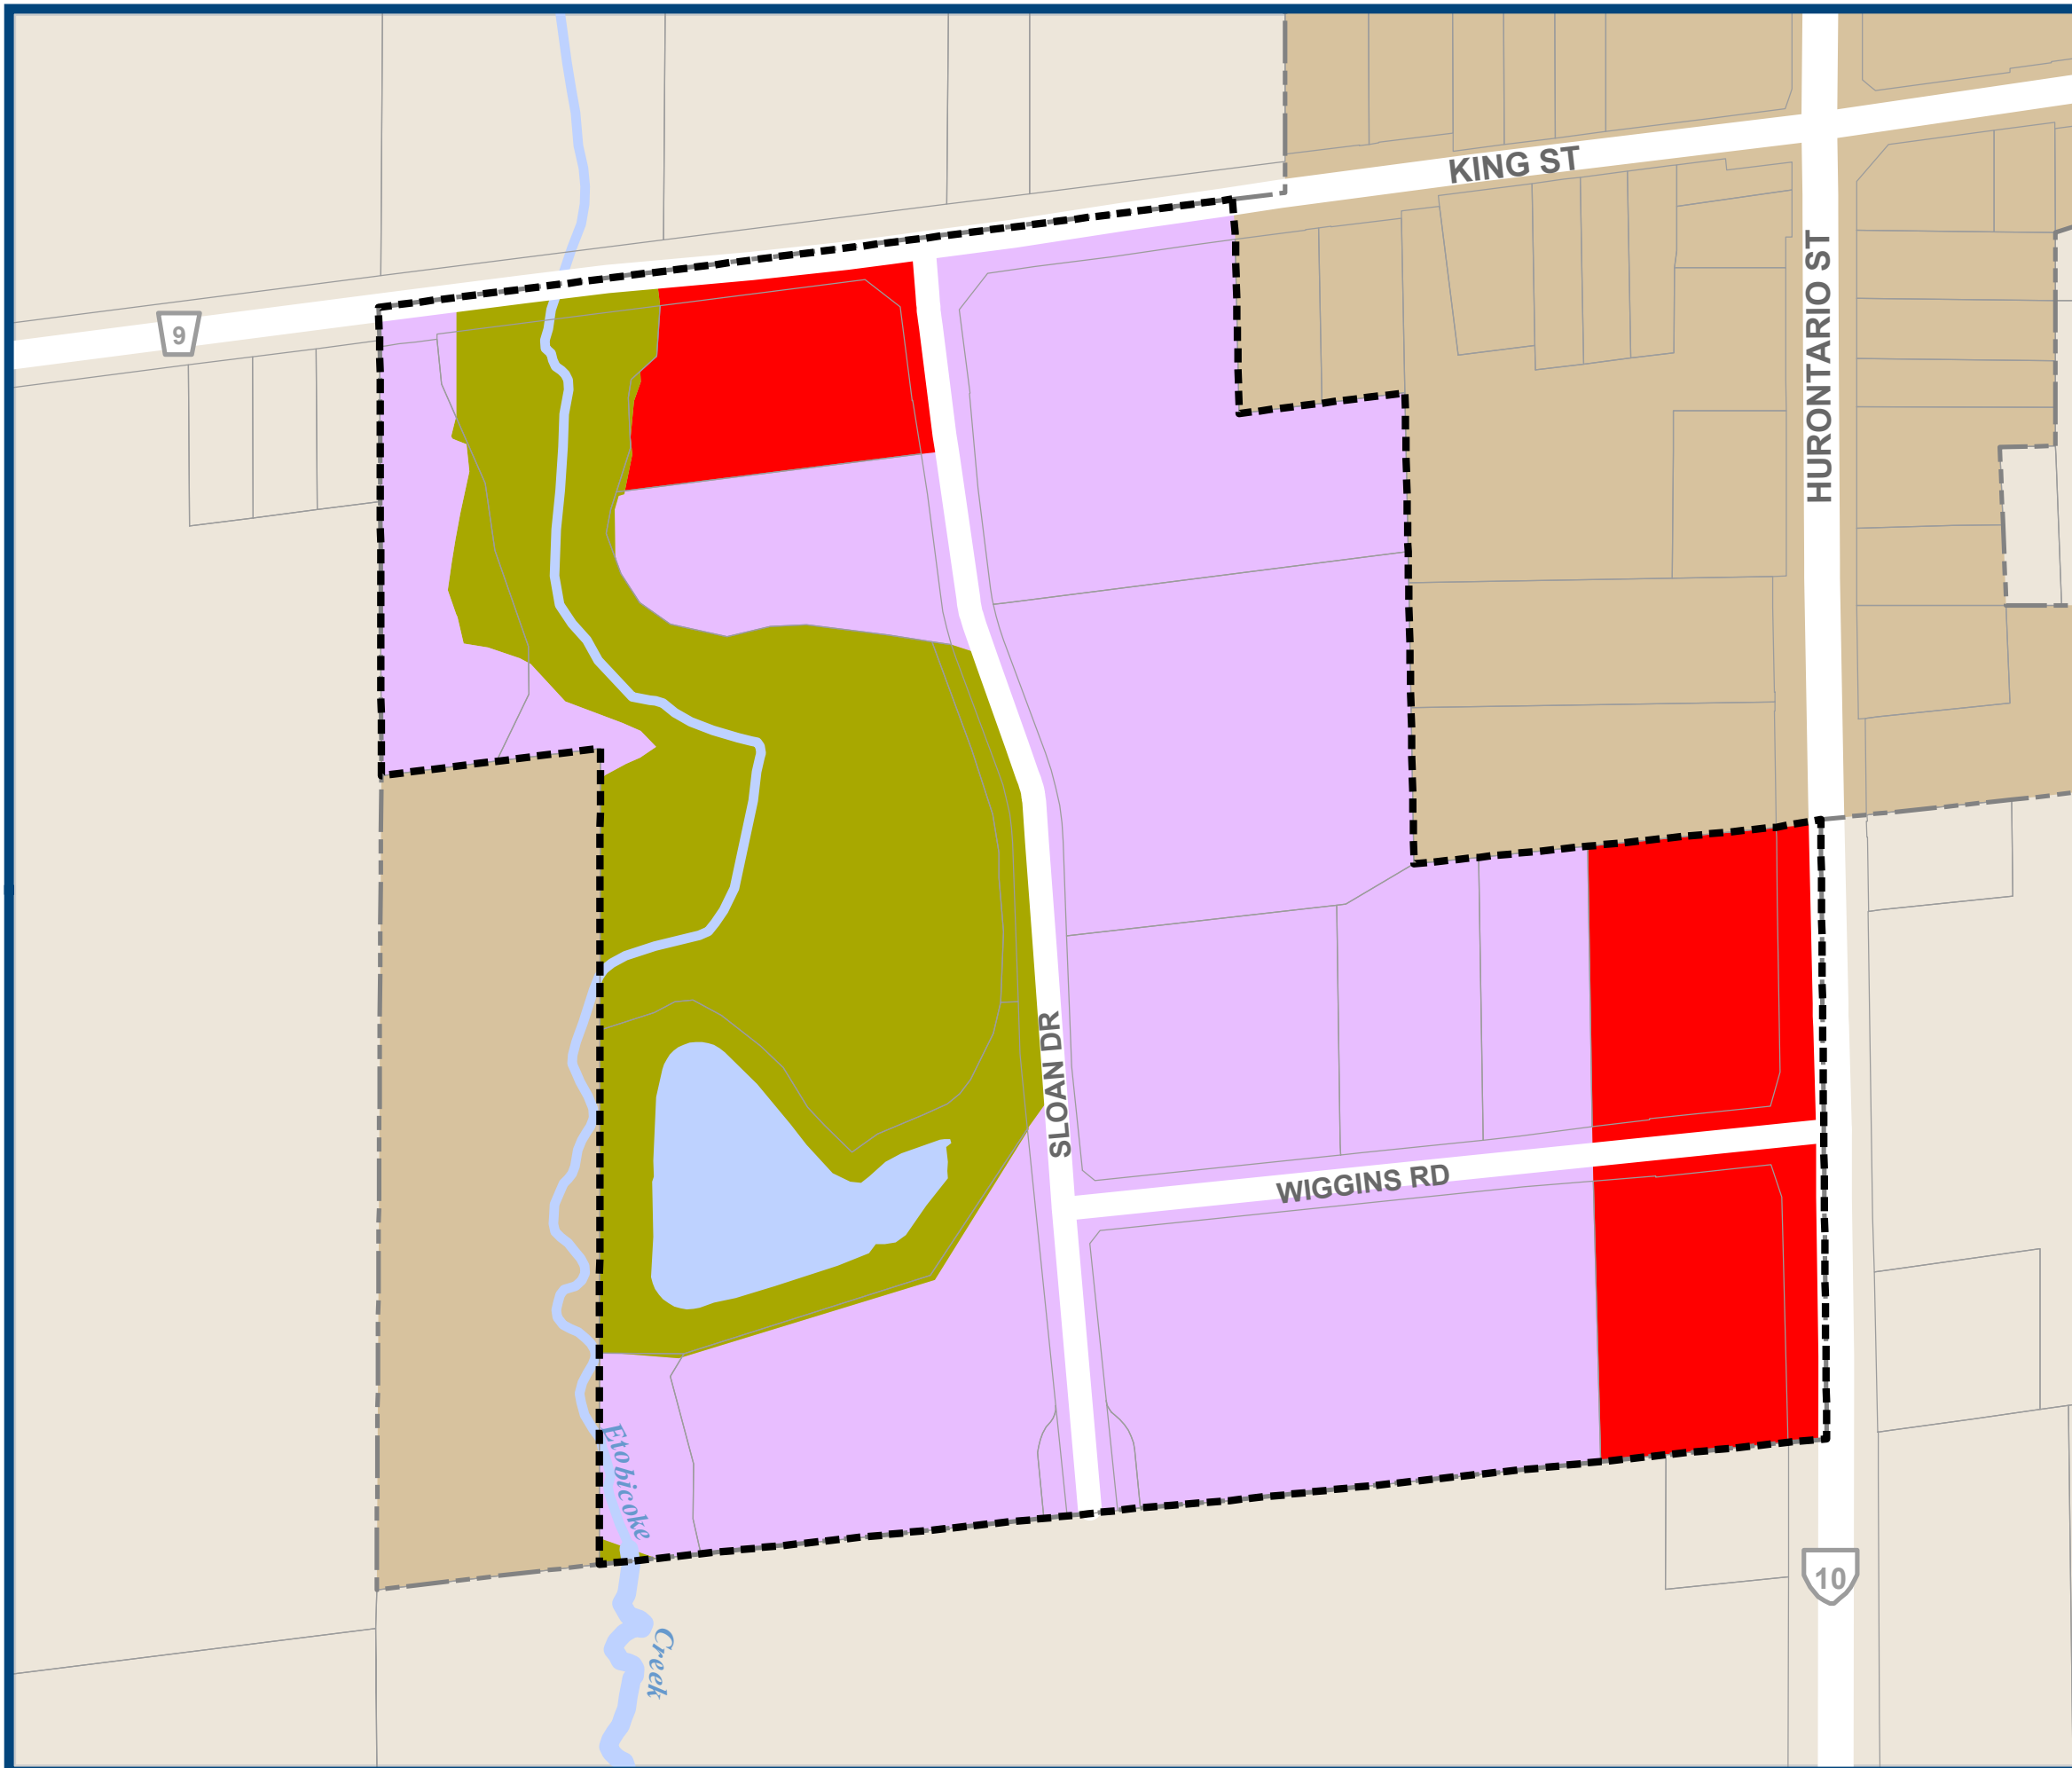 KING ST
HURONTARIO ST
9
SLOAN DR
WIGGINS RD
Etobicoke
Creek
10